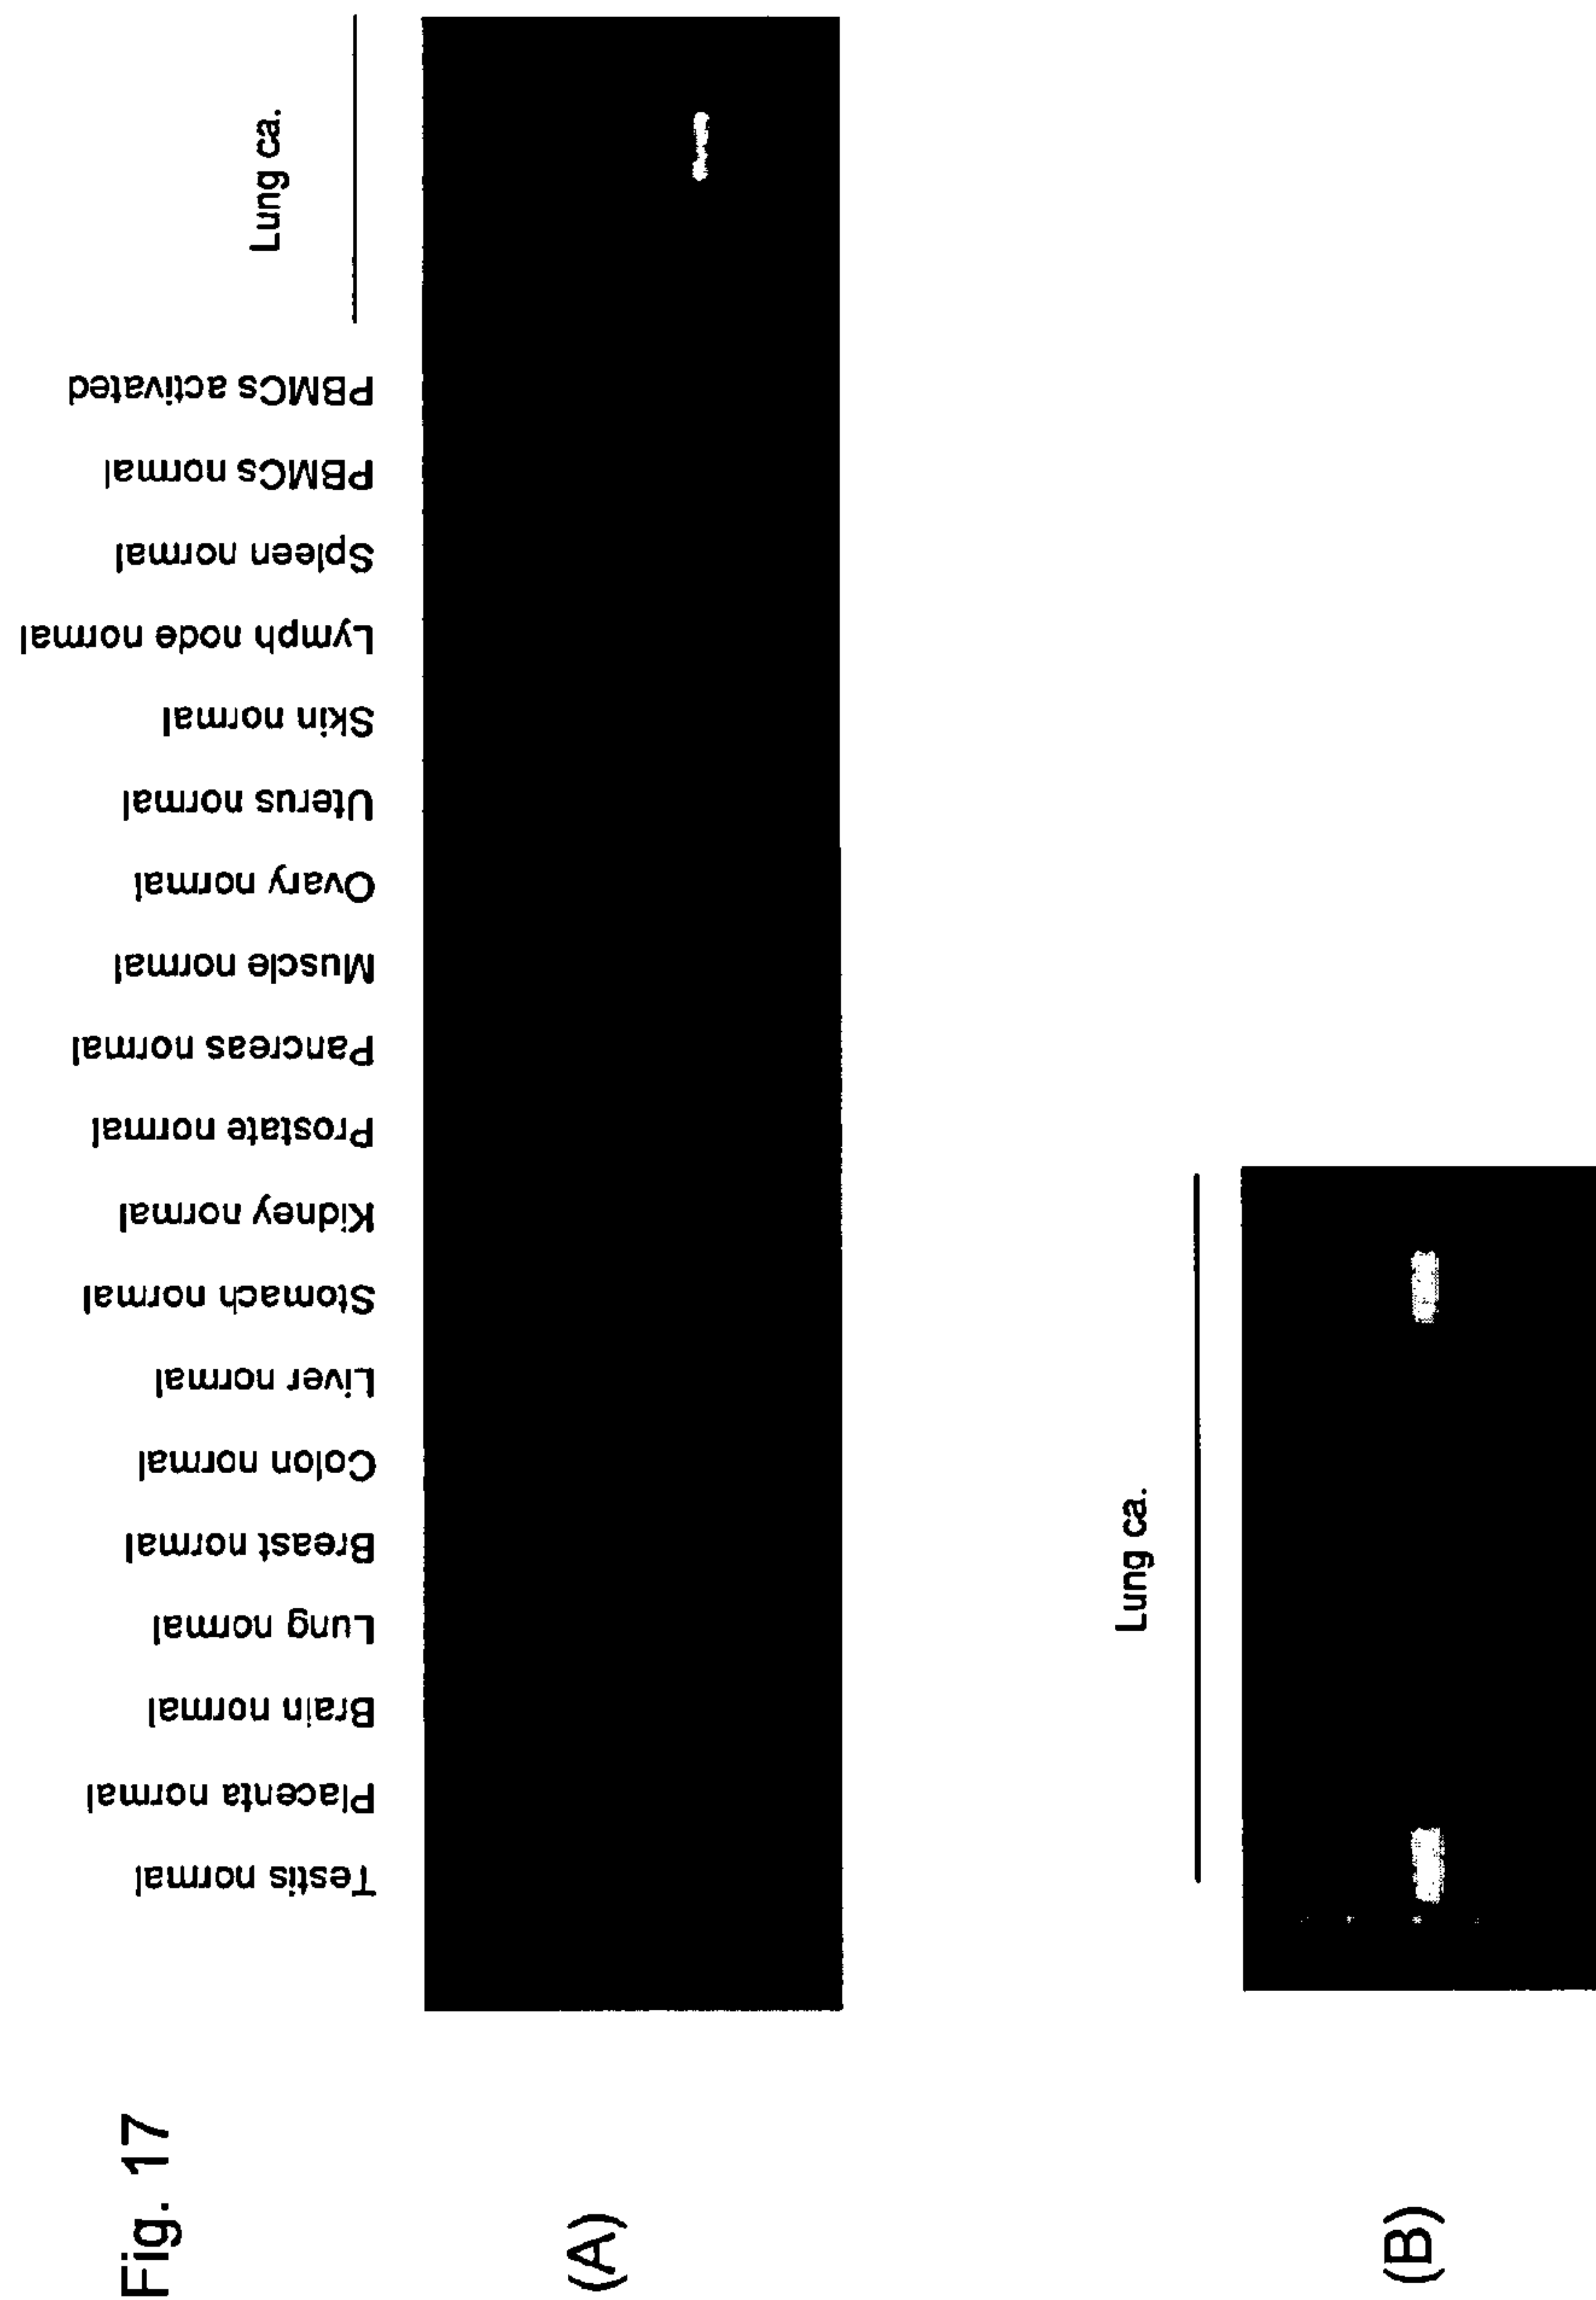 Fig. 17
(A)
Testis normal
Placenta normal
Brain normal
Lung normal
Breast normal
Colon normal
Liver normal
Stomach normal
Kidney normal
Prostate normal
Pancreas normal
Muscle normal
Ovary normal
Uterus normal
Skin normal
Lymph node normal
Spleen normal
PBMCs normal
PBMCs activated
Lung ca.
(B)
Lung ca.